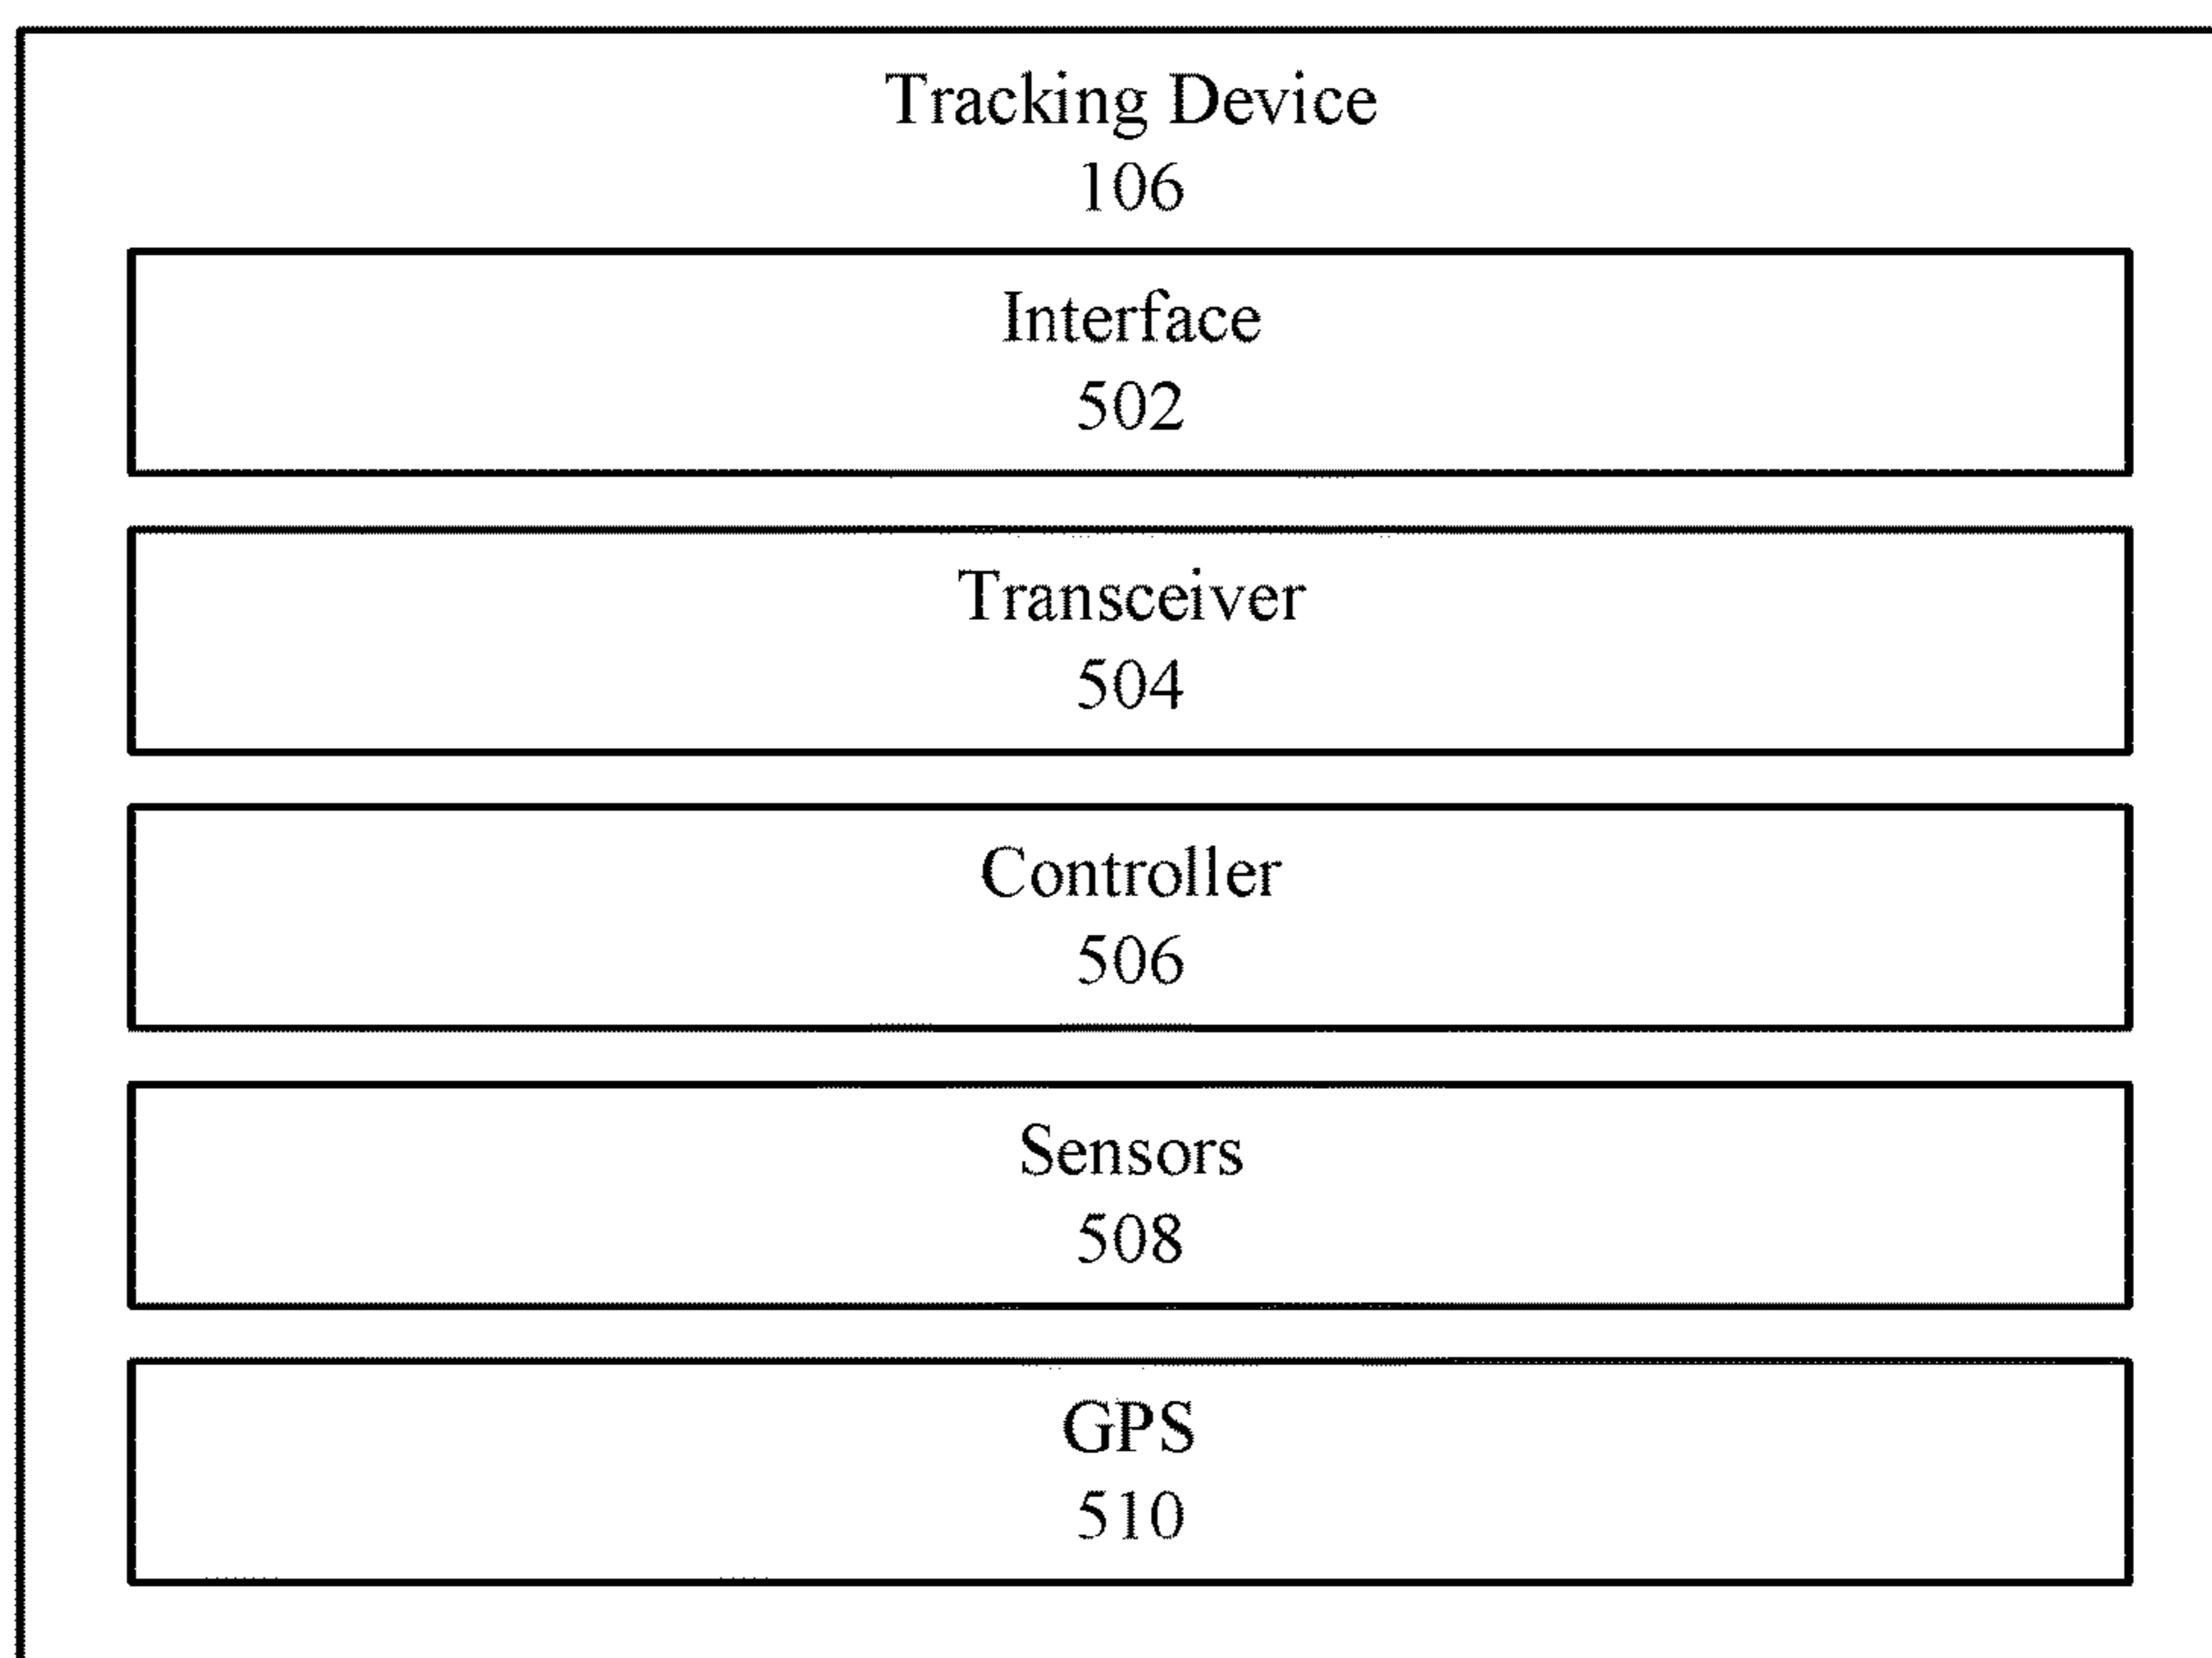 Tracking Device
106
Interface
502
Transceiver
504
Controller
506
Sensors
508
GPS
510